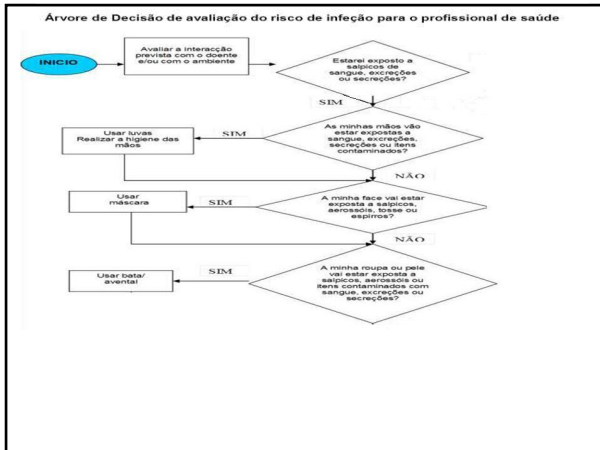 Árvore de Decisão de avaliação do risco de infeção para o profissional de saúde
INICIO
Avaliar a interacção
prevista com o doente
e/ou com o ambiente
Estarei exposto a
salpicos de
sangue, excreções
ou secreções?
SIM
As minhas mãos vão
estar expostas a
sangue, excreções,
secreções ou itens
contaminados?
SIM
Usar luvas
Realizar a higiene das
mãos
NÃO
A minha face vai estar
exposta a salpicos,
aerossóis, tosse ou
espirros?
SIM
Usar
máscara
NÃO
A minha roupa ou pele
vai estar exposta a
salpicos, aerossóis ou
itens contaminados com
sangue, excreções ou
secreções?
SIM
Usar bata/
avental